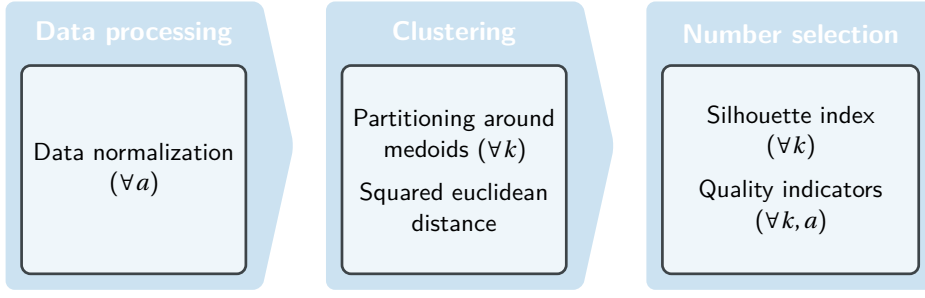 Data processing
Data normalization
(∀a)
Clustering
Partitioning around
medoids (∀k)
Squared euclidean
distance
Number selection
Silhouette index
(∀k)
Quality indicators
(∀k, a)